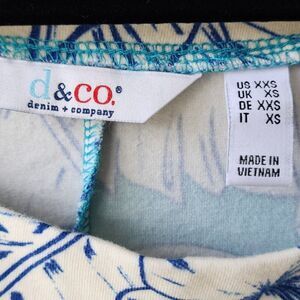 d&CO.®
denim + company
US XXS
UK XS
DE XXS
IT XS
MADE IN
VIETNAM